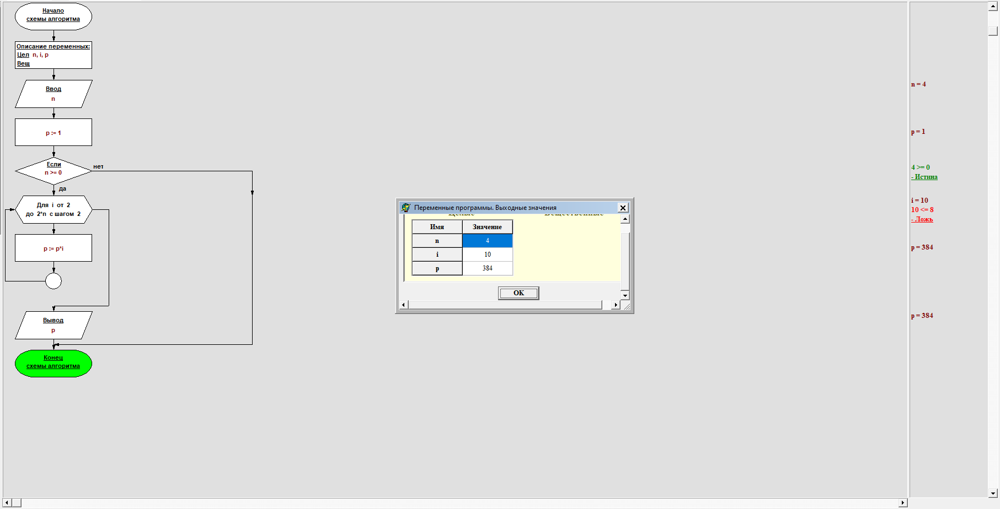 Начало
схемы алгоритма
Описание переменных:
Цел n, i, p
Вещ
Ввод
n
p := 1
Если
n >= 0
нет
да
Для i от 2
до 2*n с шагом 2
p := p*i
Вывод
p
Конец
схемы алгоритма
Переменные программы. Выходные значения
Целые Вещественные
Имя Значение
n 4
i 10
p 384
OK
n = 4
p = 1
4 >= 0
- Истина
i = 10
10 <= 8
- Ложь
p = 384
p = 384